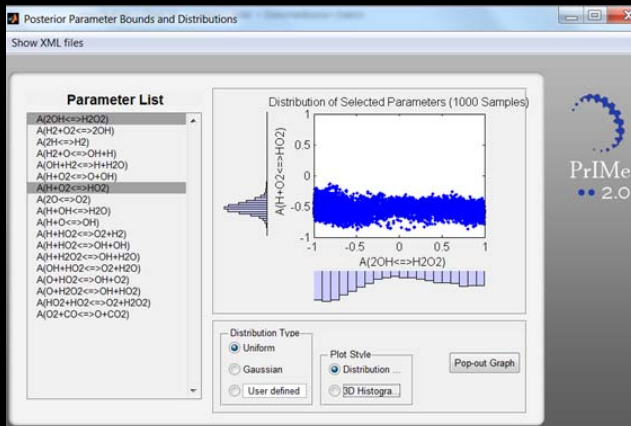 Posterior Parameter Bounds and Distributions
Show XML files
Parameter List
A(2OH<=>H2O2)
A(H2+O2<=>2OH)
A(2H<=>H2)
A(H2+O<=>OH+H)
A(OH+H2<=>H+H2O)
A(H+O2<=>O+OH)
A(H+O2<=>HO2)
A(2O<=>O2)
A(H+OH<=>H2O)
A(H+O<=>OH)
A(H+HO2<=>O2+H2)
A(H+HO2<=>OH+OH)
A(H+H2O2<=>OH+H2O)
A(OH+HO2<=>O2+H2O)
A(O+HO2<=>OH+O2)
A(O+H2O2<=>OH+HO2)
A(HO2+HO2<=>O2+H2O2)
A(O2+CO<=>O+CO2)
Distribution of Selected Parameters (1000 Samples)
A(H+O2<=>HO2)
1
0.5
0
-0.5
-1
-1
-0.5
0
0.5
1
A(2OH<=>H2O2)
Distribution Type
Uniform
Gaussian
User defined
Plot Style
Distribution ...
3D Histogra...
Pop-out Graph
PrIMe
2.0